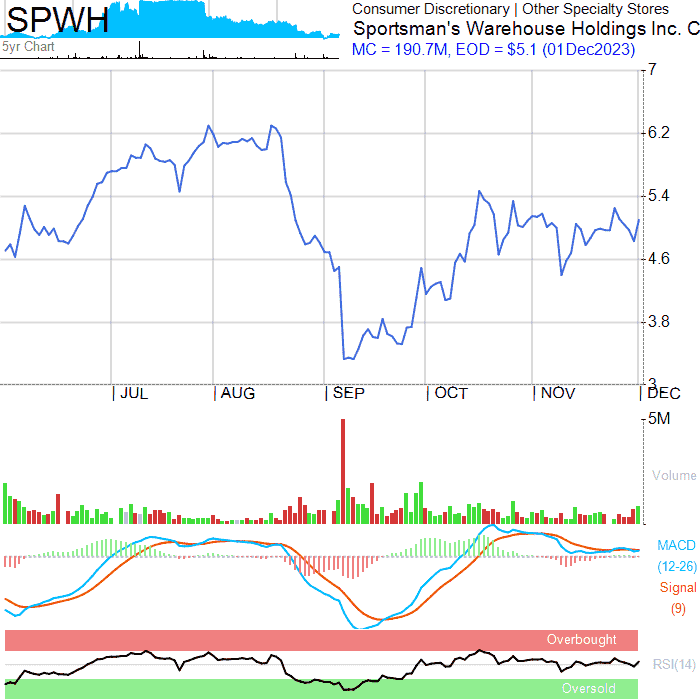 SPWH
5yr Chart
Consumer Discretionary | Other Specialty Stores
Sportsman's Warehouse Holdings Inc. C
MC = 190.7M, EOD = $5.1 (01Dec2023)
7
6.2
5.4
4.6
3.8
3
JUL
AUG
SEP
OCT
NOV
DEC
5M
Volume
MACD
(12-26)
Signal
(9)
Overbought
RSI(14)
Oversold